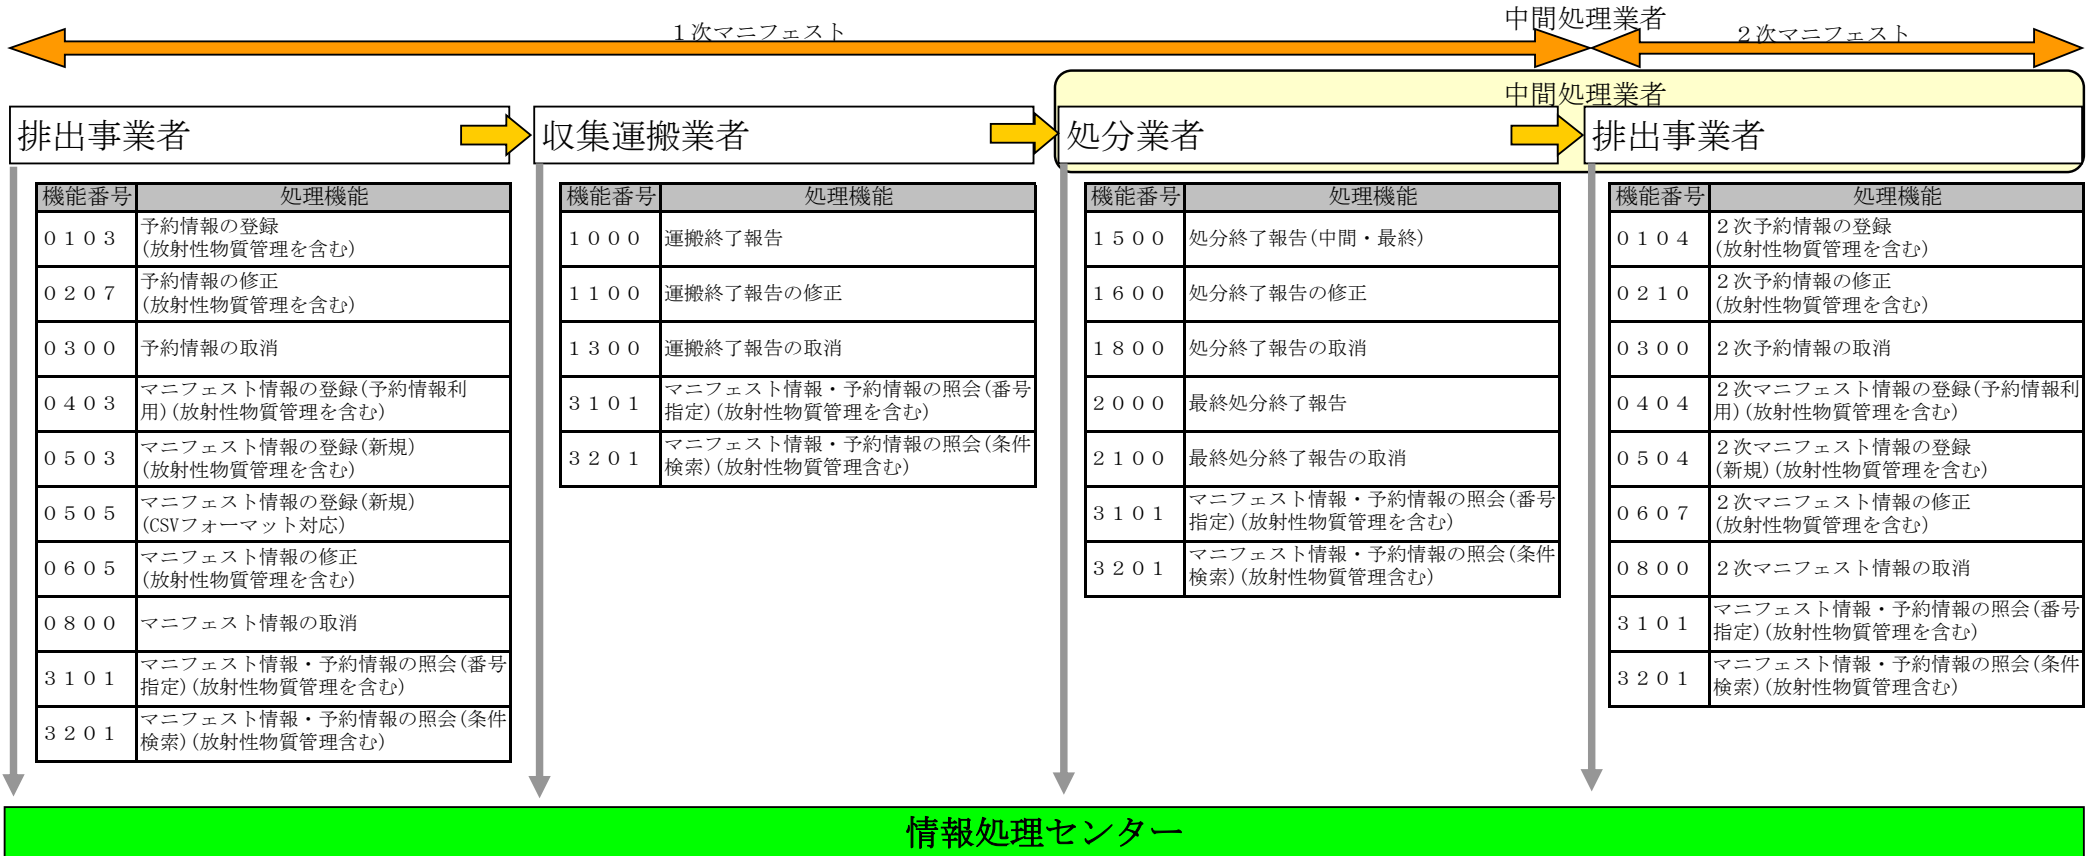 中間処理業者
１次マニフェスト
２次マニフェスト
中間処理業者
排出事業者
収集運搬業者
処分業者
排出事業者
機能番号 処理機能
０１０３ 予約情報の登録
(放射性物質管理を含む)
０２０７ 予約情報の修正
(放射性物質管理を含む)
０３００ 予約情報の取消
０４０３ マニフェスト情報の登録(予約情報利
用)(放射性物質管理を含む)
０５０３ マニフェスト情報の登録(新規)
(放射性物質管理を含む)
０５０５ マニフェスト情報の登録(新規)
(CSVフォーマット対応)
０６０５ マニフェスト情報の修正
(放射性物質管理を含む)
０８００ マニフェスト情報の取消
３１０１ マニフェスト情報・予約情報の照会(番号
指定)(放射性物質管理を含む)
３２０１ マニフェスト情報・予約情報の照会(条件
検索)(放射性物質管理含む)
機能番号 処理機能
１０００ 運搬終了報告
１１００ 運搬終了報告の修正
１３００ 運搬終了報告の取消
３１０１ マニフェスト情報・予約情報の照会(番号
指定)(放射性物質管理を含む)
３２０１ マニフェスト情報・予約情報の照会(条件
検索)(放射性物質管理含む)
機能番号 処理機能
１５００ 処分終了報告(中間・最終)
１６００ 処分終了報告の修正
１８００ 処分終了報告の取消
２０００ 最終処分終了報告
２１００ 最終処分終了報告の取消
３１０１ マニフェスト情報・予約情報の照会(番号
指定)(放射性物質管理を含む)
３２０１ マニフェスト情報・予約情報の照会(条件
検索)(放射性物質管理含む)
機能番号 処理機能
０１０４ ２次予約情報の登録
(放射性物質管理を含む)
０２１０ ２次予約情報の修正
(放射性物質管理を含む)
０３００ ２次予約情報の取消
０４０４ ２次マニフェスト情報の登録(予約情報利
用)(放射性物質管理を含む)
０５０４ ２次マニフェスト情報の登録
(新規)(放射性物質管理を含む)
０６０７ ２次マニフェスト情報の修正
(放射性物質管理を含む)
０８００ ２次マニフェスト情報の取消
３１０１ マニフェスト情報・予約情報の照会(番号
指定)(放射性物質管理を含む)
３２０１ マニフェスト情報・予約情報の照会(条件
検索)(放射性物質管理含む)
情報処理センター